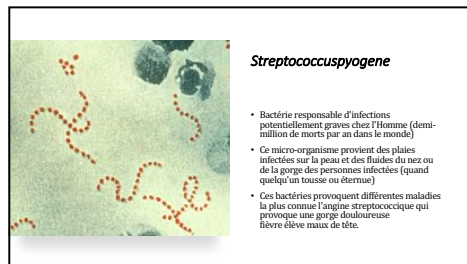 Streptococcuspyogene
• Bactérie responsable d'infections
potentiellement graves chez l'Homme (demi-
million de morts par an dans le monde)
• Ce micro-organisme provient des plaies
infectées sur la peau et des fluides du nez ou
de la gorge des personnes infectées (quand
quelqu'un tousse ou éternue)
• Ces bactéries provoquent différentes maladies
la plus connue l'angine streptococcique qui
provoque une gorge douloureuse
fièvre élève maux de tête.